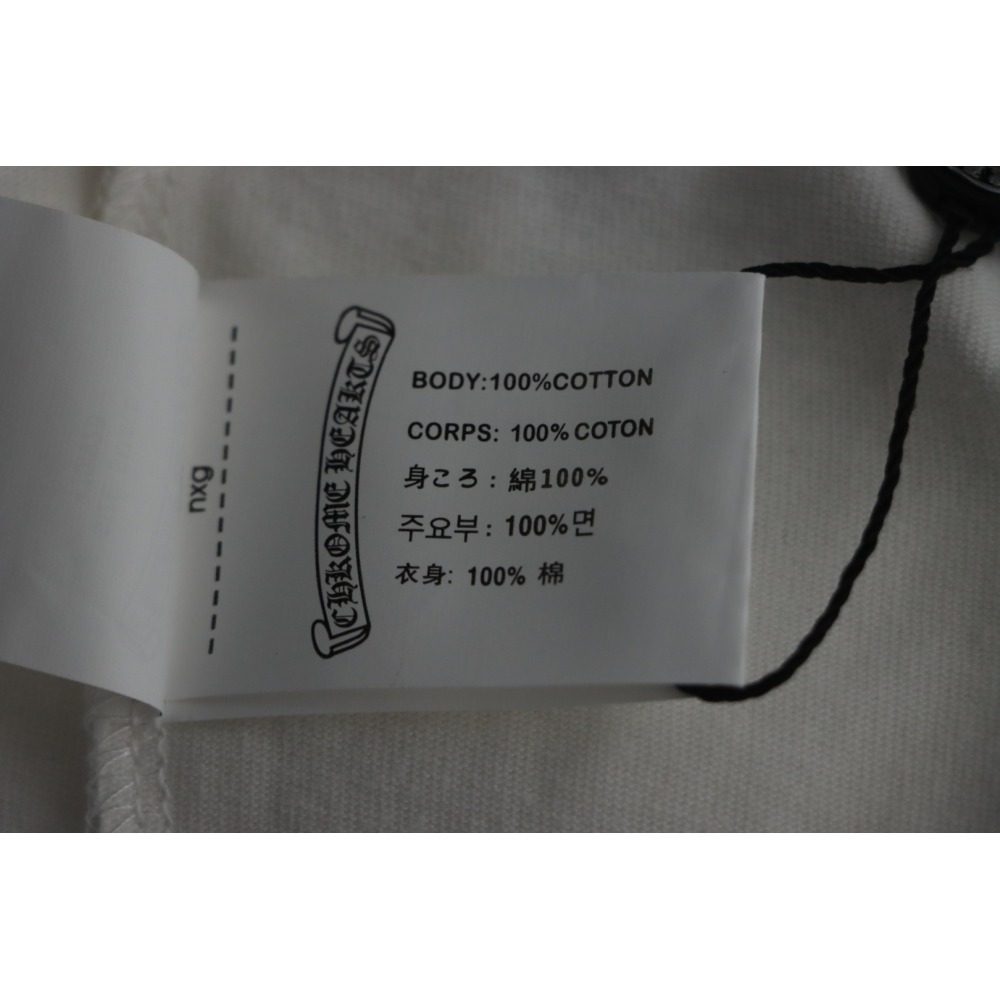 nxg
CHROME HEARTS
BODY:100%COTTON
CORPS: 100% COTON
身ころ : 綿100%
주요부 : 100%면
衣身: 100% 棉